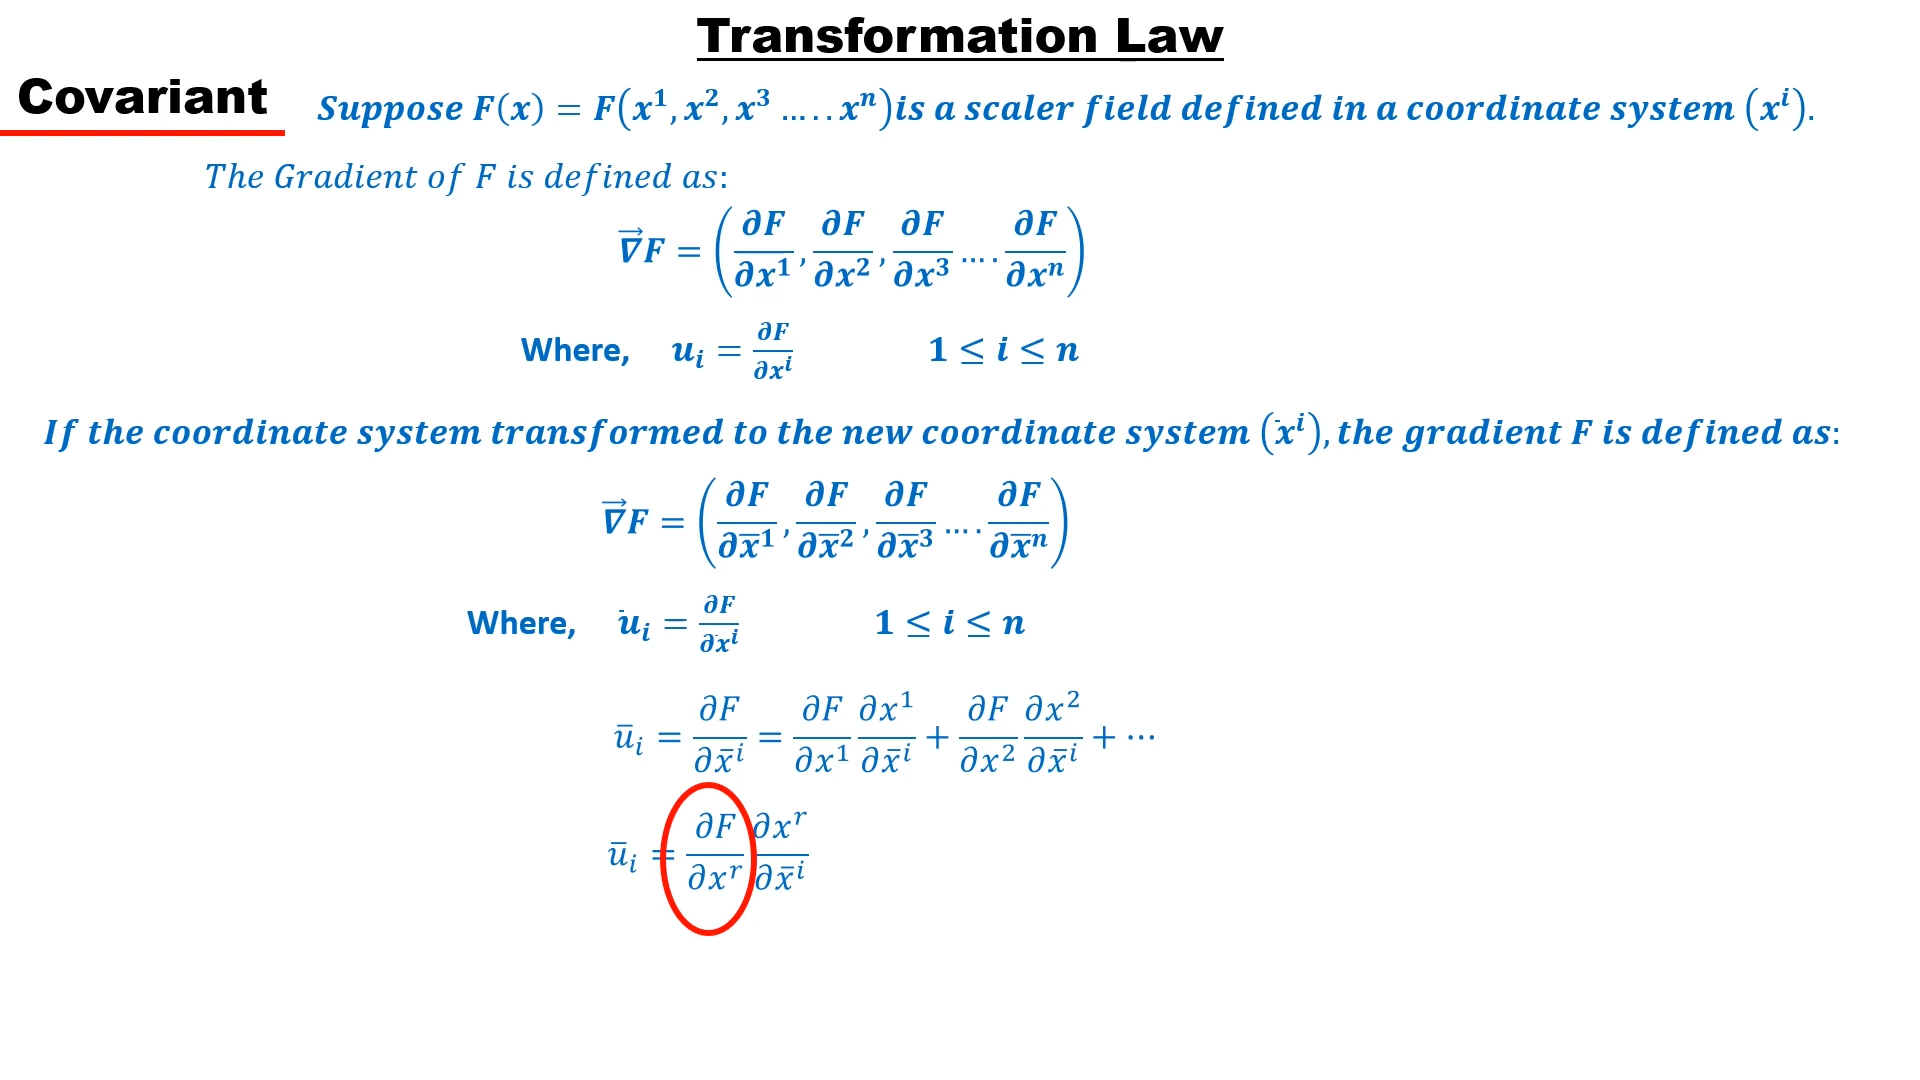 Transformation Law
Covariant
Suppose F(x) = F(x¹, x², x³ ….. xⁿ) is a scaler field defined in a coordinate system (xⁱ).
The Gradient of F is defined as:
∇⃗F = (∂F/∂x¹, ∂F/∂x², ∂F/∂x³ …. ∂F/∂xⁿ)
Where, uᵢ = ∂F/∂xⁱ 1 ≤ i ≤ n
If the coordinate system transformed to the new coordinate system (x̄ⁱ), the gradient F is defined as:
∇⃗F = (∂F/∂x̄¹, ∂F/∂x̄², ∂F/∂x̄³ …. ∂F/∂x̄ⁿ)
Where, ūᵢ = ∂F/∂x̄ⁱ 1 ≤ i ≤ n
ūᵢ = ∂F/∂x̄ⁱ = ∂F/∂x¹ ∂x¹/∂x̄ⁱ + ∂F/∂x² ∂x²/∂x̄ⁱ + ⋯
ūᵢ = ∂F/∂xʳ ∂xʳ/∂x̄ⁱ